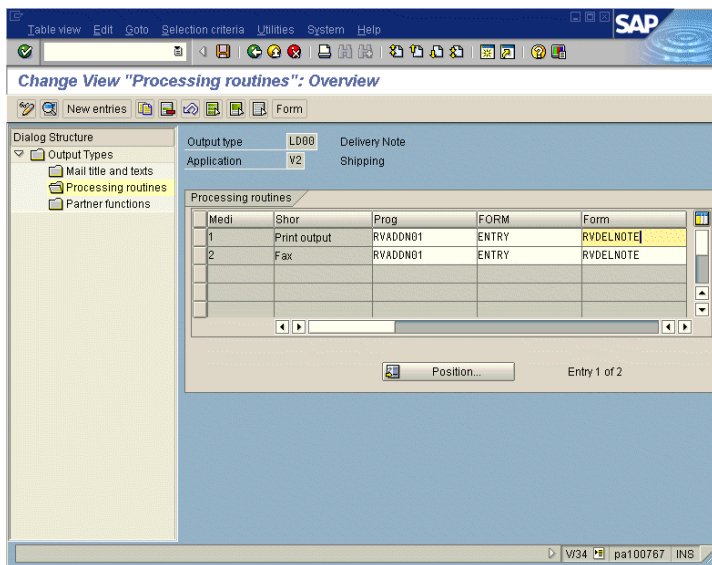 Table view Edit Goto Selection criteria Utilities System Help
SAP
Change View "Processing routines": Overview
New entries Form
Dialog Structure
Output Types
Mail title and texts
Processing routines
Partner functions
Output type LD00 Delivery Note
Application V2 Shipping
Processing routines
Medi Shor Prog FORM Form
1 Print output RVADDN01 ENTRY RVDELNOTE
2 Fax RVADDN01 ENTRY RVDELNOTE
Position... Entry 1 of 2
V/34 pa100767 INS